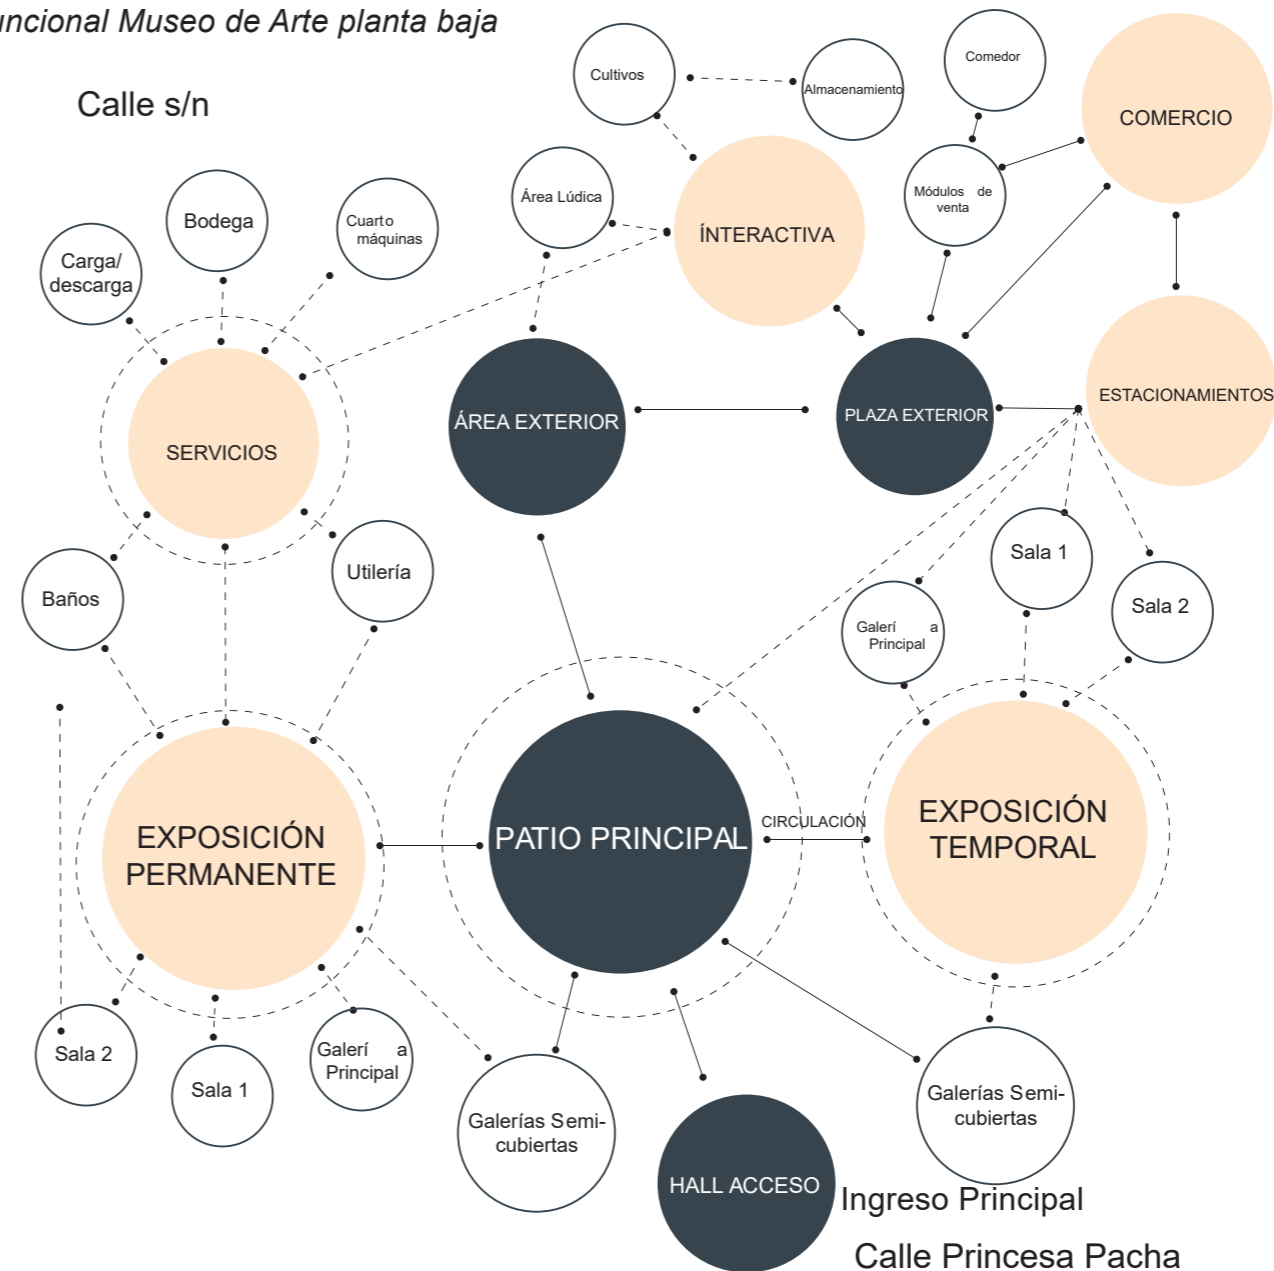 uncional Museo de Arte planta baja
Calle s/n
Cultivos
Almacenamiento
Comedor
COMERCIO
Bodega
Cuarto
máquinas
Área Lúdica
Módulos de
venta
ÍNTERACTIVA
Carga/
descarga
SERVICIOS
ÁREA EXTERIOR
PLAZA EXTERIOR
ESTACIONAMIENTOS
Baños
Utilería
Sala 1
Sala 2
Galerí a
Principal
EXPOSICIÓN
PERMANENTE
PATIO PRINCIPAL
CIRCULACIÓN
EXPOSICIÓN
TEMPORAL
Sala 2
Sala 1
Galerí a
Principal
Galerías Semi-
cubiertas
Galerías Semi-
cubiertas
HALL ACCESO
Ingreso Principal
Calle Princesa Pacha